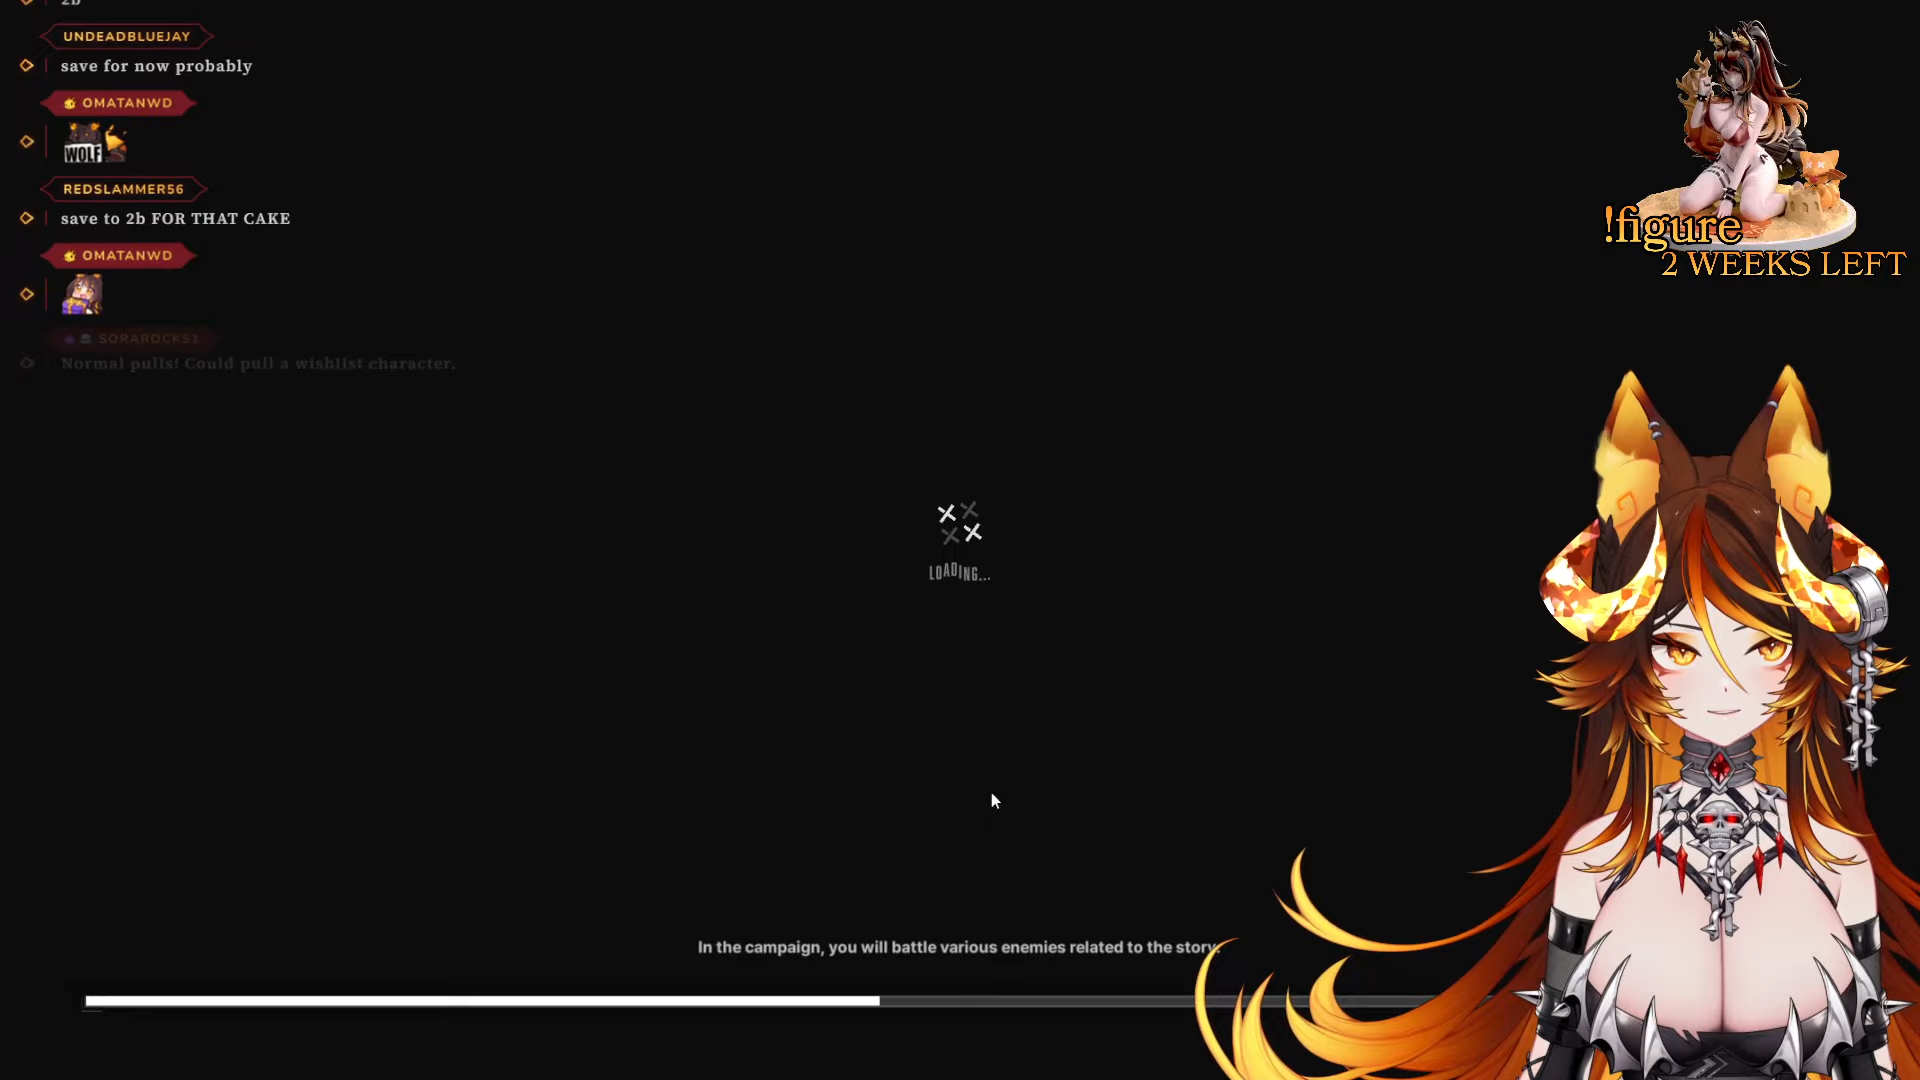 2b
UNDEADBLUEJAY
save for now probably
OMATANWD
WOLF
REDSLAMMER56
save to 2b FOR THAT CAKE
OMATANWD
SORAROCKS1
Normal pulls! Could pull a wishlist character.
!figure
2 WEEKS LEFT
LOADING...
In the campaign, you will battle various enemies related to the story.